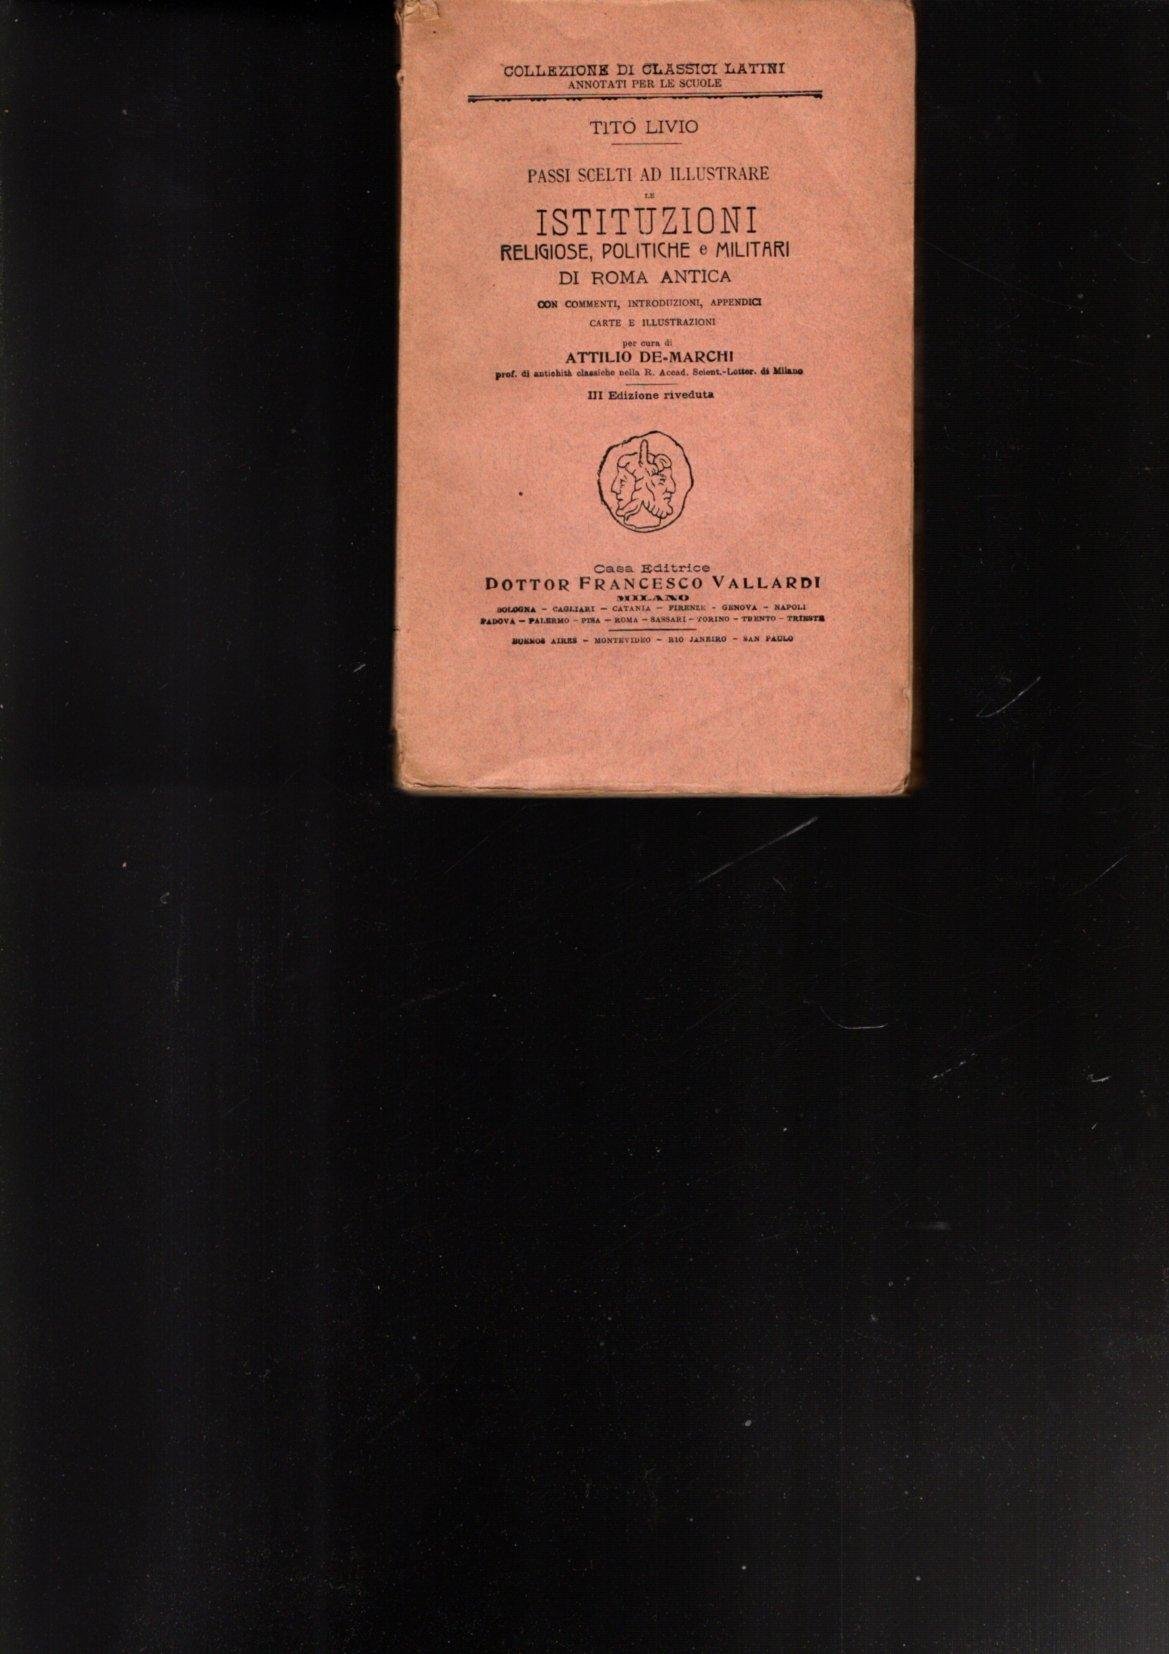 COLLEZIONE DI CLASSICI LATINI
ANNOTATI PER LE SCUOLE
TITO LIVIO
PASSI SCELTI AD ILLUSTRARE
LE
ISTITUZIONI
RELIGIOSE, POLITICHE e MILITARI
DI ROMA ANTICA
CON COMMENTI, INTRODUZIONI, APPENDICI
CARTE E ILLUSTRAZIONI
per cura di
ATTILIO DE-MARCHI
prof. di antichità classiche nella R. Accad. Scient.-Letter. di Milano
III Edizione riveduta
Casa Editrice
DOTTOR FRANCESCO VALLARDI
MILANO
BOLOGNA - CAGLIARI - CATANIA - FIRENZE - GENOVA - NAPOLI
PADOVA - PALERMO - PISA - ROMA - SASSARI - TORINO - TRENTO - TRIESTE
BUENOS AIRES - MONTEVIDEO - RIO JANEIRO - SAN PAULO